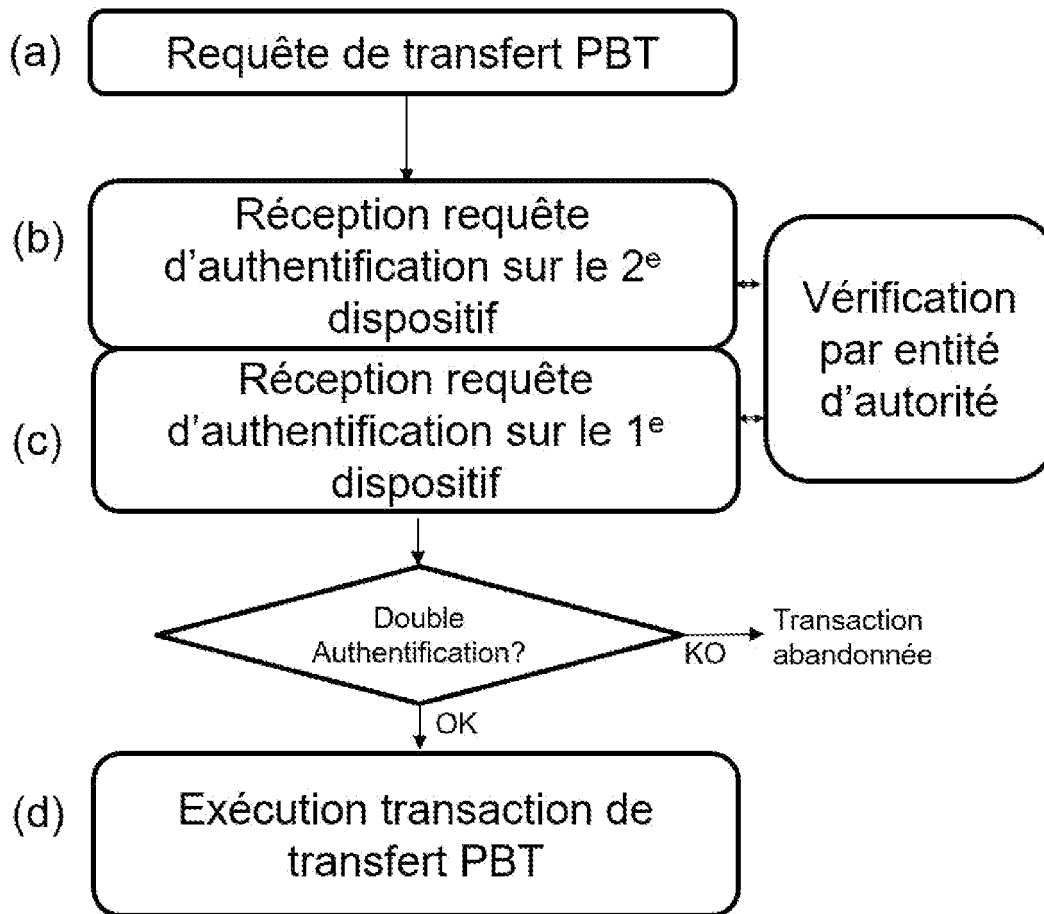 (a)
Requête de transfert PBT
(b)
Réception requête
d'authentification sur le 2e
dispositif
(c)
Réception requête
d'authentification sur le 1e
dispositif
Vérification
par entité
d'autorité
Double
Authentification?
KO
Transaction
abandonnée
OK
(d)
Exécution transaction de
transfert PBT